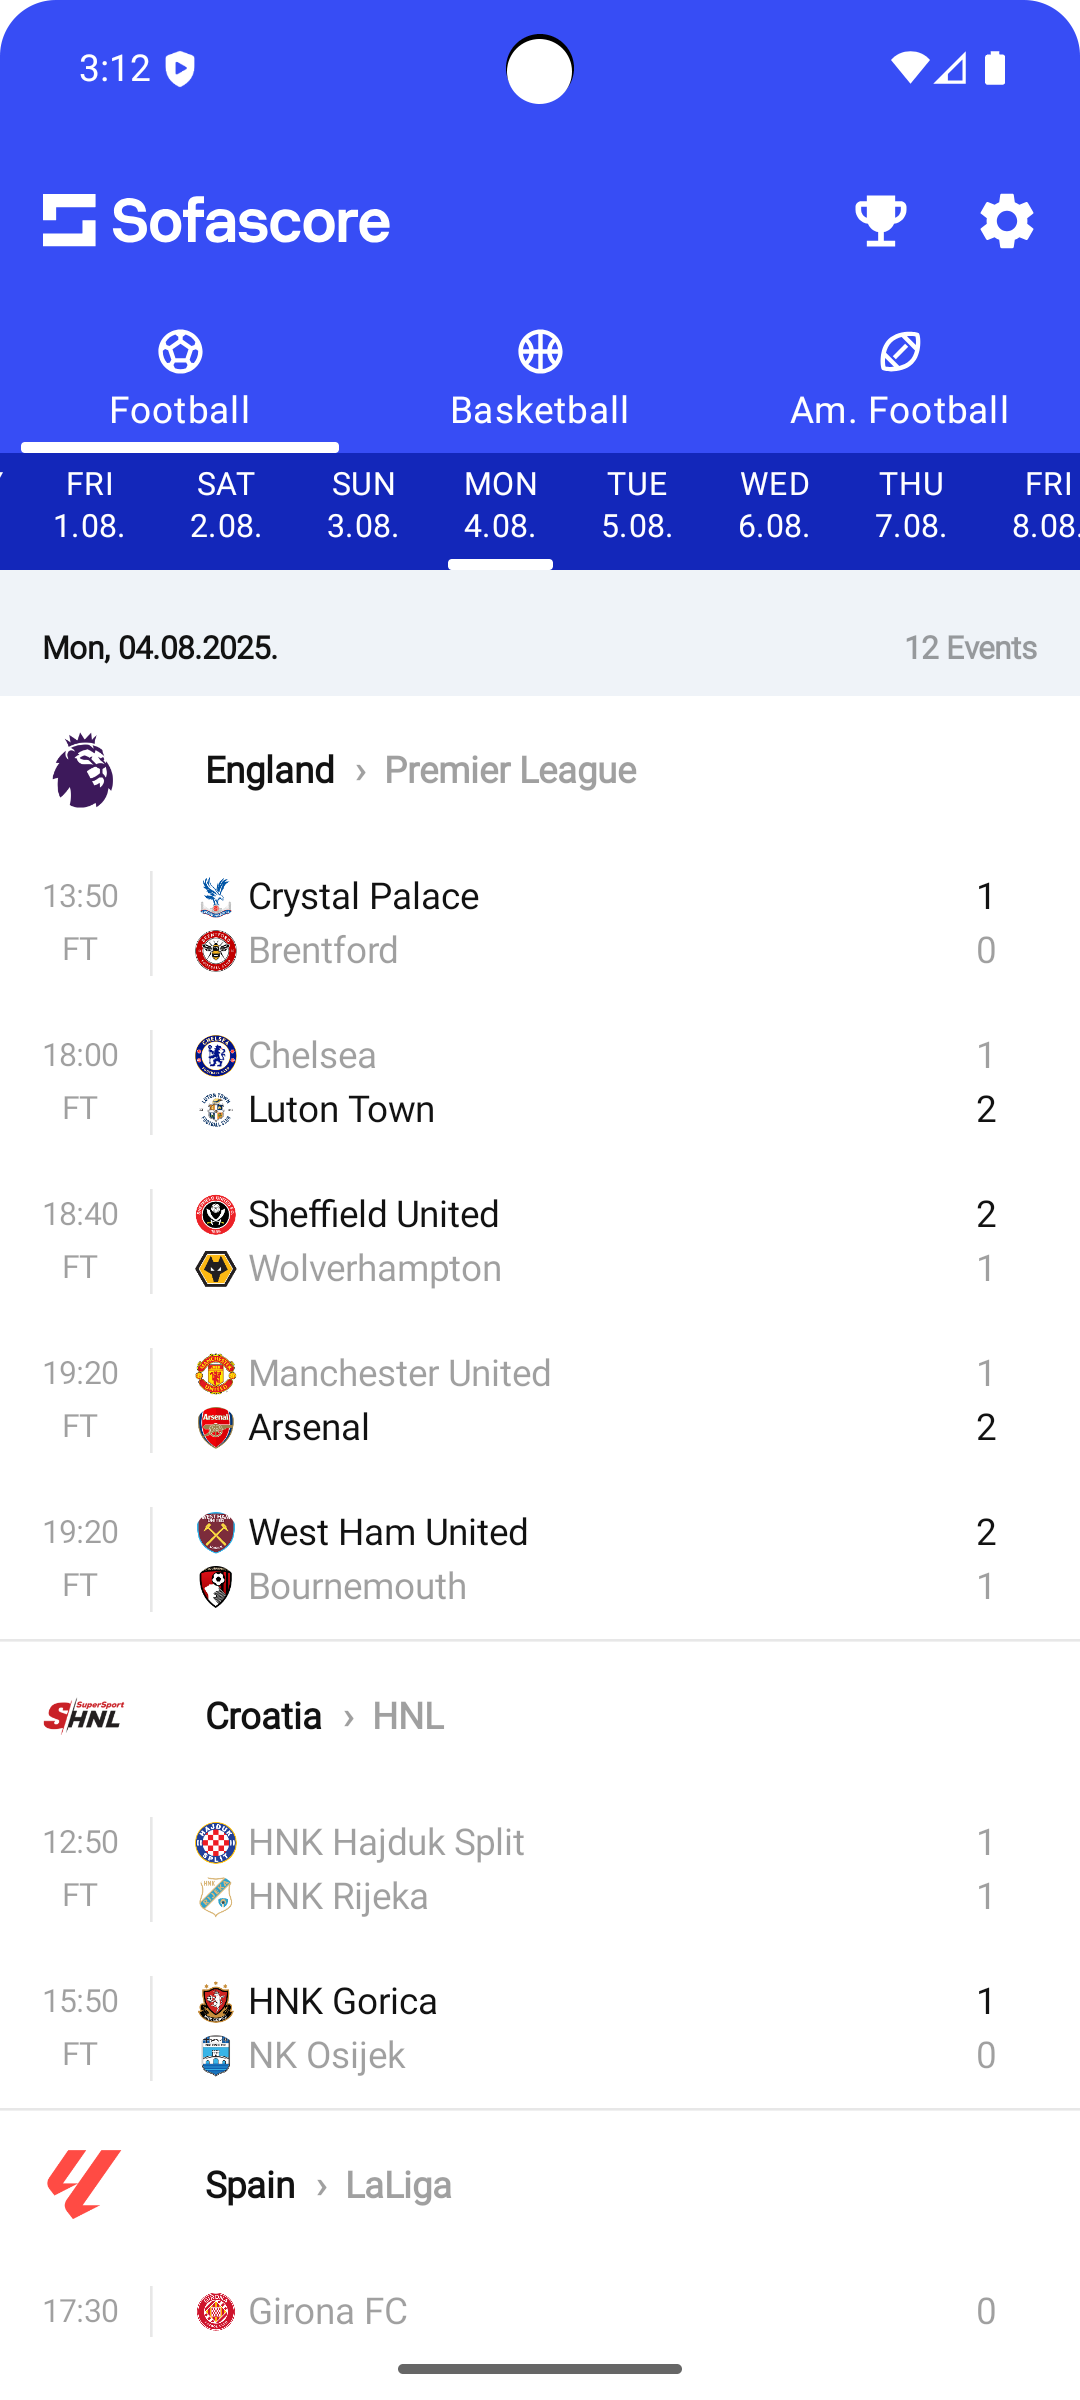 3:12
Sofascore
Football Basketball Am. Football
FRI SAT SUN MON TUE WED THU FRI
1.08. 2.08. 3.08. 4.08. 5.08. 6.08. 7.08. 8.08.
Mon, 04.08.2025. 12 Events
England › Premier League
13:50 Crystal Palace 1
FT Brentford 0
18:00 Chelsea 1
FT Luton Town 2
18:40 Sheffield United 2
FT Wolverhampton 1
19:20 Manchester United 1
FT Arsenal 2
19:20 West Ham United 2
FT Bournemouth 1
SuperSport
SHNL
Croatia › HNL
12:50 HNK Hajduk Split 1
FT HNK Rijeka 1
15:50 HNK Gorica 1
FT NK Osijek 0
Spain › LaLiga
17:30 Girona FC 0